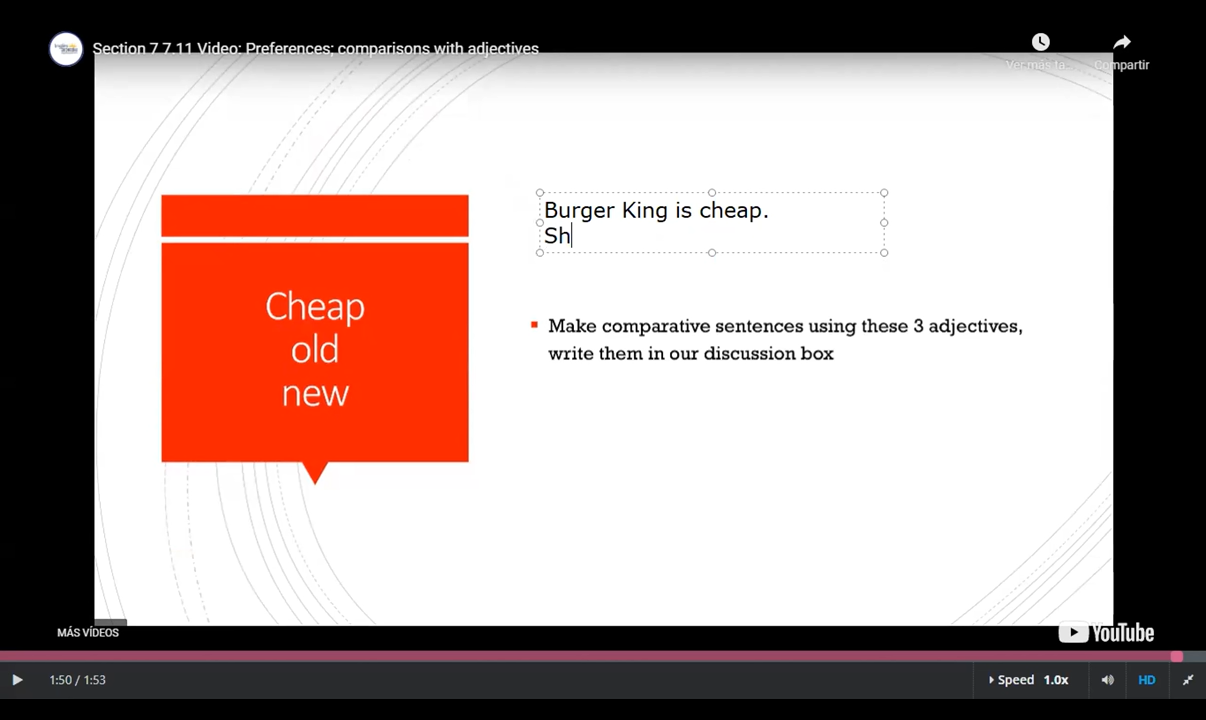 Section 7 7.11 Video: Preferences; comparisons with adjectives
Ver más ta...
Compartir
Burger King is cheap.
Sh
Cheap
old
new
Make comparative sentences using these 3 adjectives,
write them in our discussion box
MÁS VÍDEOS
YouTube
1:50 / 1:53
Speed 1.0x
HD